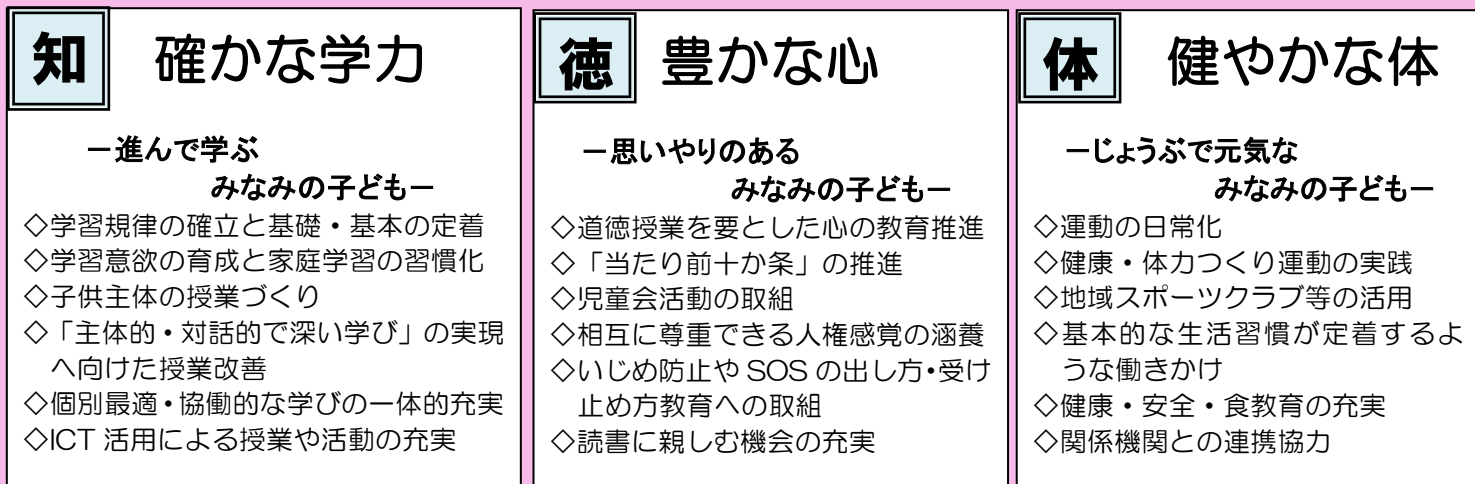 知 確かな学力
－進んで学ぶ
みなみの子ども－
◇学習規律の確立と基礎・基本の定着
◇学習意欲の育成と家庭学習の習慣化
◇子供主体の授業づくり
◇「主体的・対話的で深い学び」の実現
へ向けた授業改善
◇個別最適・協働的な学びの一体的充実
◇ICT 活用による授業や活動の充実
徳 豊かな心
－思いやりのある
みなみの子ども－
◇道徳授業を要とした心の教育推進
◇「当たり前十か条」の推進
◇児童会活動の取組
◇相互に尊重できる人権感覚の涵養
◇いじめ防止や SOS の出し方・受け
止め方教育への取組
◇読書に親しむ機会の充実
体 健やかな体
－じょうぶで元気な
みなみの子ども－
◇運動の日常化
◇健康・体力つくり運動の実践
◇地域スポーツクラブ等の活用
◇基本的な生活習慣が定着するよ
うな働きかけ
◇健康・安全・食教育の充実
◇関係機関との連携協力